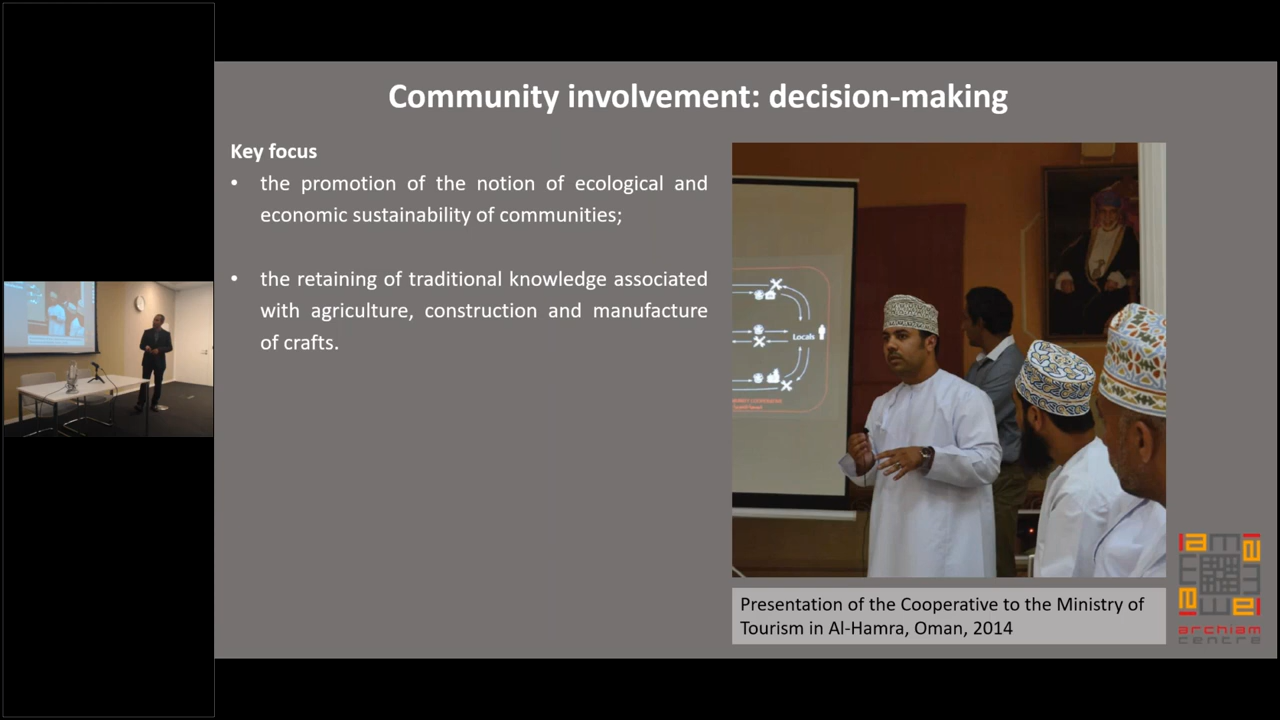 Community involvement: decision-making
Key focus
• the promotion of the notion of ecological and
economic sustainability of communities;
• the retaining of traditional knowledge associated
with agriculture, construction and manufacture
of crafts.
Locals
Presentation of the Cooperative to the Ministry of
Tourism in Al-Hamra, Oman, 2014
archiam
centre